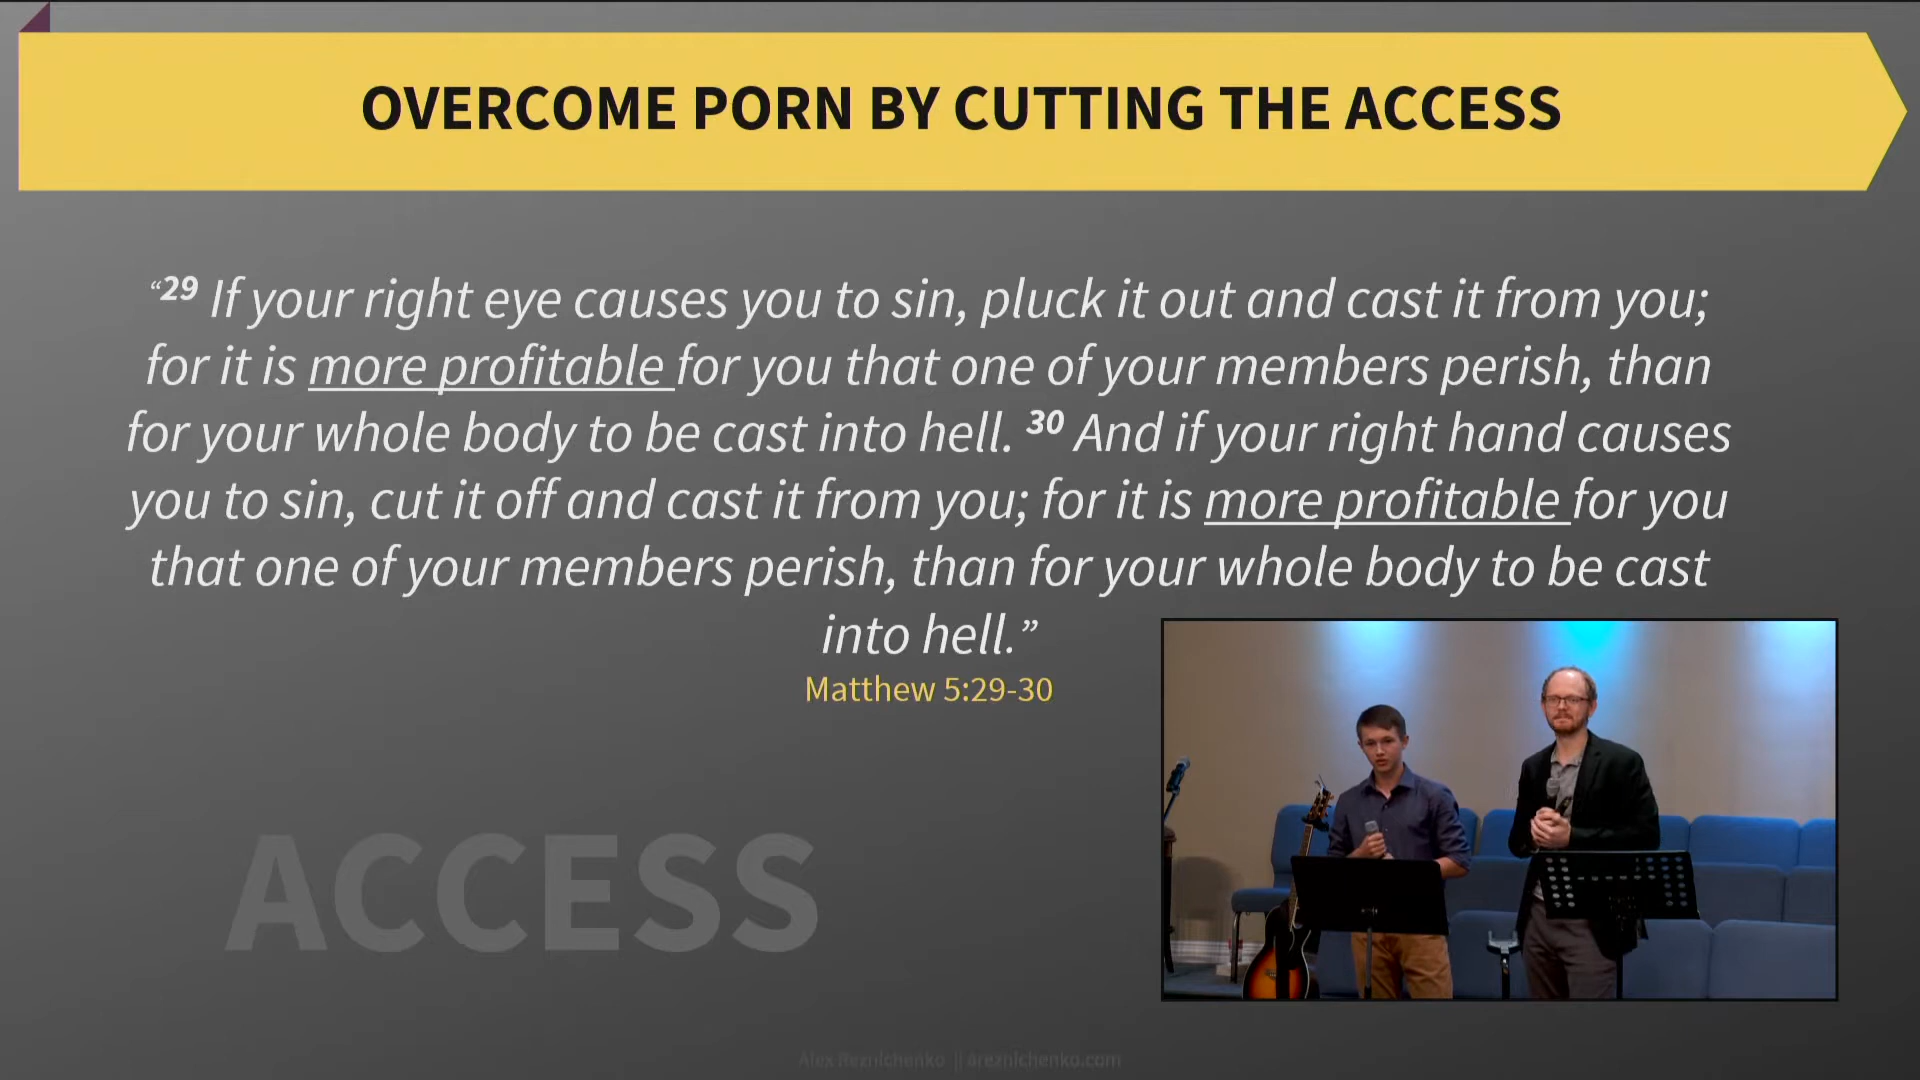 OVERCOME PORN BY CUTTING THE ACCESS
“29 If your right eye causes you to sin, pluck it out and cast it from you;
for it is more profitable for you that one of your members perish, than
for your whole body to be cast into hell. 30 And if your right hand causes
you to sin, cut it off and cast it from you; for it is more profitable for you
that one of your members perish, than for your whole body to be cast
into hell.”
Matthew 5:29-30
ACCESS
Alex Reznichenko || areznichenko.com